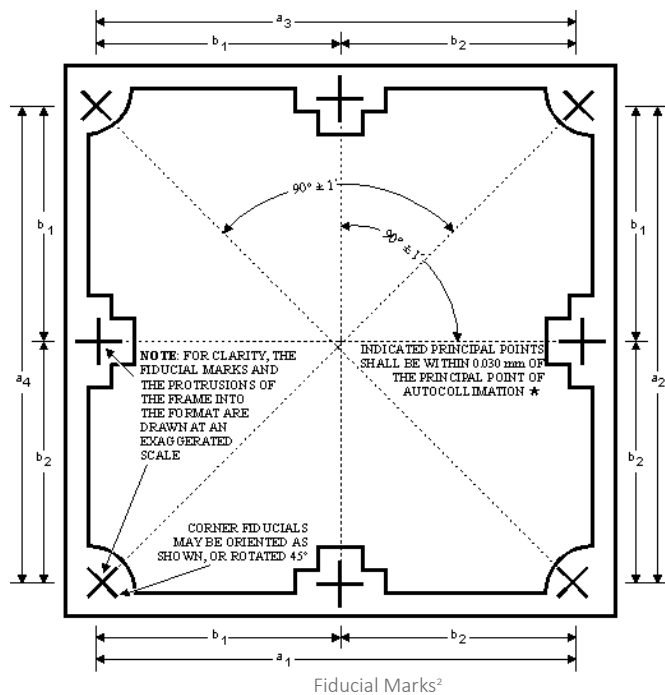 a3
b1 b2
90° ± 1'
90° ± 1'
b1
b1
a4
a2
NOTE: FOR CLARITY, THE
FIDUCIAL MARKS AND
THE PROTRUSIONS OF
THE FRAME INTO
THE FORMAT ARE
DRAWN AT AN
EXAGGERATED
SCALE
INDICATED PRINCIPAL POINTS
SHALL BE WITHIN 0.030 mm OF
THE PRINCIPAL POINT OF
AUTOCOLLIMATION ★
b2
b2
CORNER FIDUCIALS
MAY BE ORIENTED AS
SHOWN, OR ROTATED 45°
b1 b2
a1
Fiducial Marks²